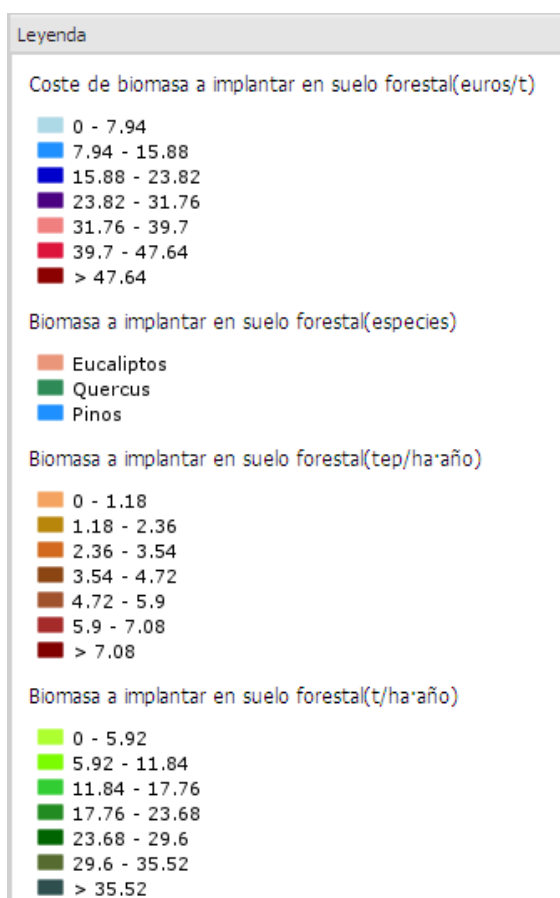 Leyenda
Coste de biomasa a implantar en suelo forestal(euros/t)
0 - 7.94
7.94 - 15.88
15.88 - 23.82
23.82 - 31.76
31.76 - 39.7
39.7 - 47.64
> 47.64
Biomasa a implantar en suelo forestal(especies)
Eucaliptos
Quercus
Pinos
Biomasa a implantar en suelo forestal(tep/ha·año)
0 - 1.18
1.18 - 2.36
2.36 - 3.54
3.54 - 4.72
4.72 - 5.9
5.9 - 7.08
> 7.08
Biomasa a implantar en suelo forestal(t/ha·año)
0 - 5.92
5.92 - 11.84
11.84 - 17.76
17.76 - 23.68
23.68 - 29.6
29.6 - 35.52
> 35.52